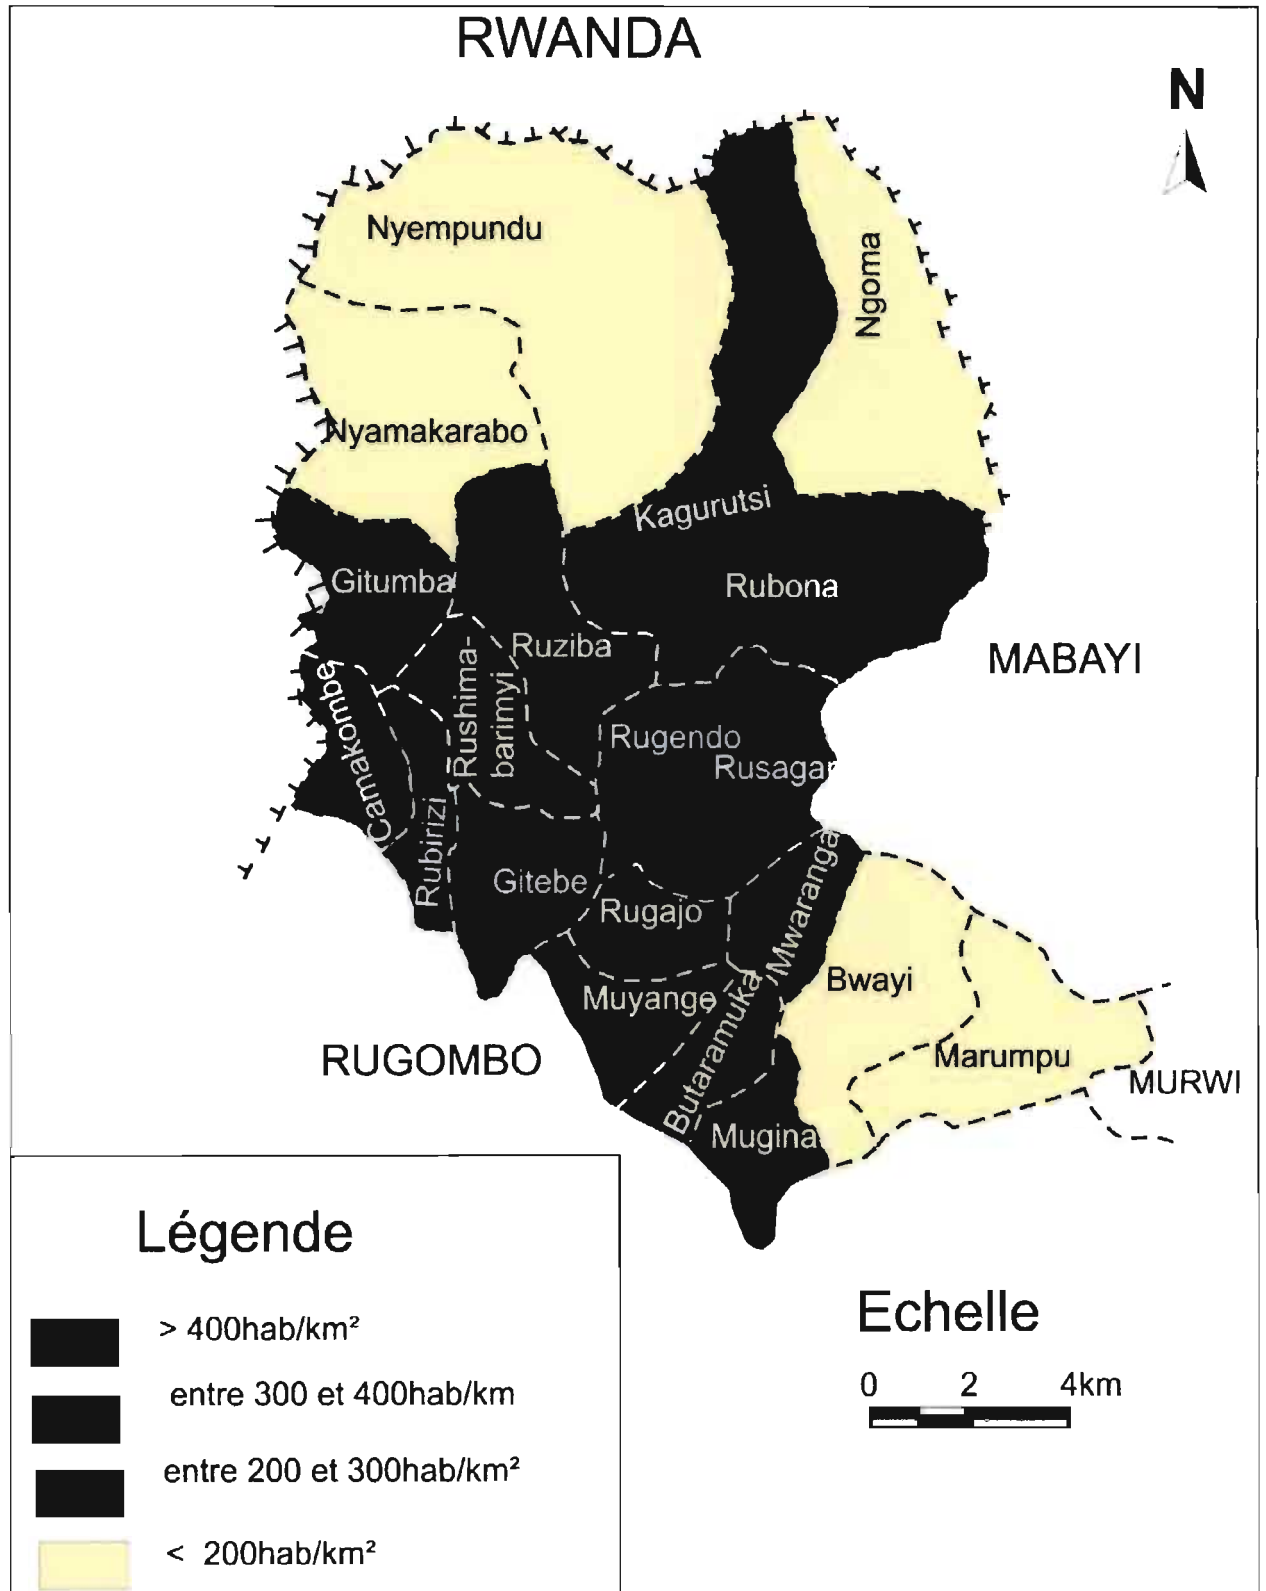 RWANDA
N
Nyempundu
Ngoma
Nyamakarabo
Kagurutsi
Gitumba
Rubona
Ruziba
MABAYI
Camakombe
Rushima-
barimyi
Rugendo
Rusagar
Rubirizi
Gitebe
Rugajo
Mwaranga
Bwayi
Muyange
Butaramuka
RUGOMBO
Marumpu
MURWI
Mugina
Légende
> 400hab/km²
entre 300 et 400hab/km
entre 200 et 300hab/km²
< 200hab/km²
Echelle
0 2 4km